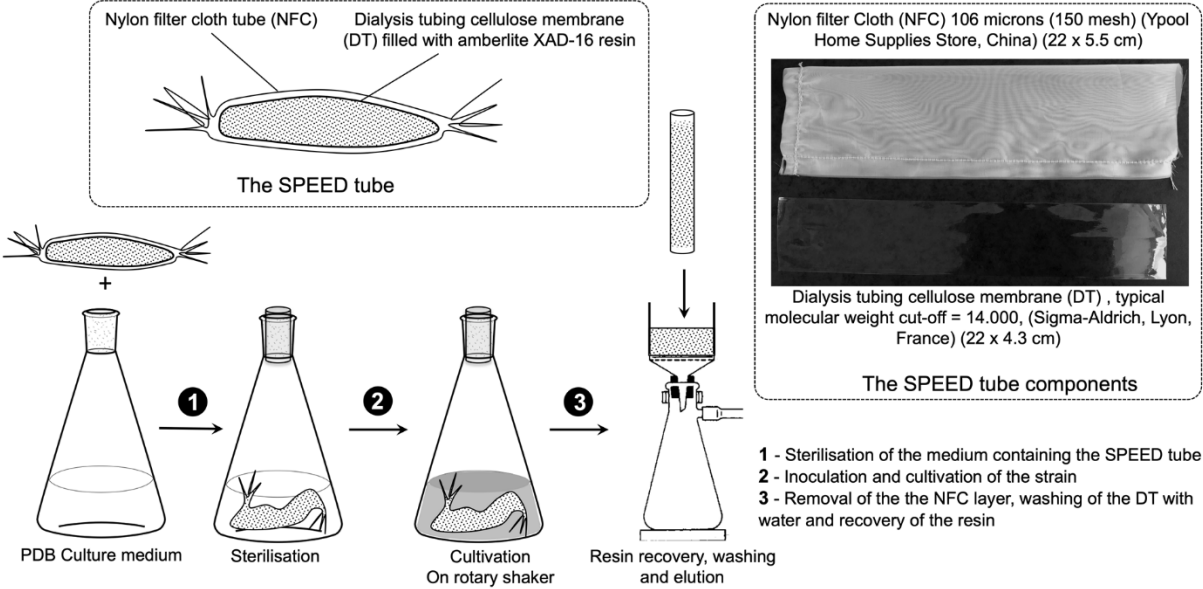 Nylon filter cloth tube (NFC)
Dialysis tubing cellulose membrane
(DT) filled with amberlite XAD-16 resin
The SPEED tube
Nylon filter Cloth (NFC) 106 microns (150 mesh) (Ypool
Home Supplies Store, China) (22 x 5.5 cm)
Dialysis tubing cellulose membrane (DT) , typical
molecular weight cut-off = 14.000, (Sigma-Aldrich, Lyon,
France) (22 x 4.3 cm)
The SPEED tube components
+
1
2
3
PDB Culture medium
Sterilisation
Cultivation
On rotary shaker
Resin recovery, washing
and elution
1 - Sterilisation of the medium containing the SPEED tube
2 - Inoculation and cultivation of the strain
3 - Removal of the the NFC layer, washing of the DT with
water and recovery of the resin